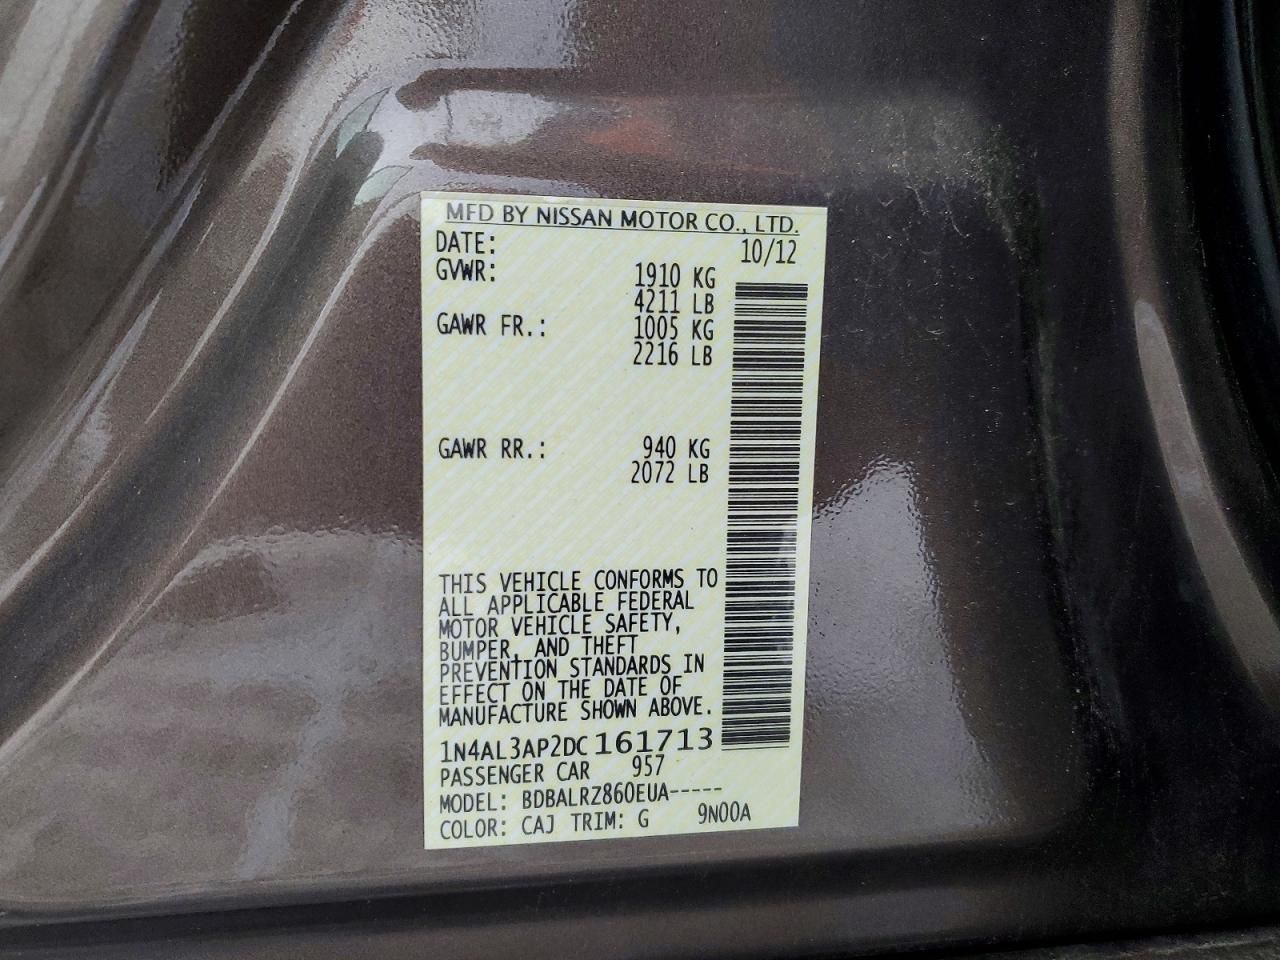 MFD BY NISSAN MOTOR CO., LTD.
DATE: 10/12
GVWR: 1910 KG
4211 LB
GAWR FR.: 1005 KG
2216 LB
GAWR RR.: 940 KG
2072 LB
THIS VEHICLE CONFORMS TO
ALL APPLICABLE FEDERAL
MOTOR VEHICLE SAFETY,
BUMPER, AND THEFT
PREVENTION STANDARDS IN
EFFECT ON THE DATE OF
MANUFACTURE SHOWN ABOVE.
1N4AL3AP2DC161713
PASSENGER CAR 957
MODEL: BDBALRZ860EUA-----
COLOR: CAJ TRIM: G 9N00A